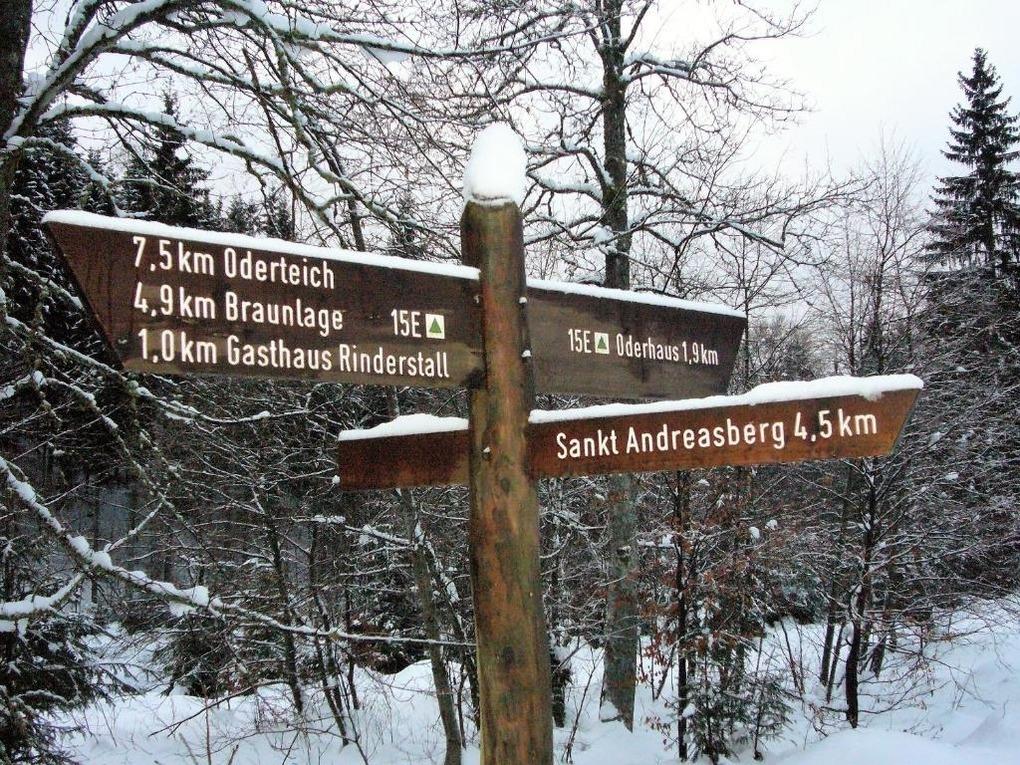 7,5 km Oderteich
4,9 km Braunlage 15E
1,0 km Gasthaus Rinderstall
15E Oderhaus 1,9 km
Sankt Andreasberg 4,5 km